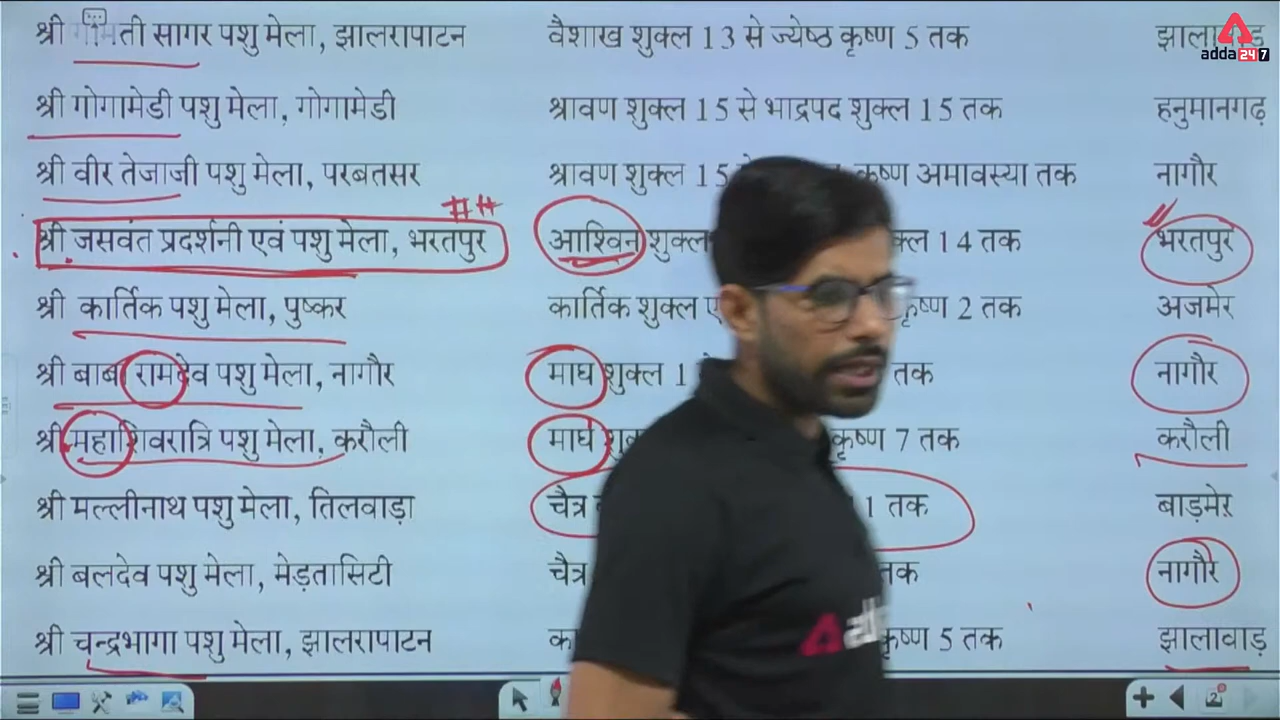 श्री गोमती सागर पशु मेला, झालरापाटन वैशाख शुक्ल 13 से ज्येष्ठ कृष्ण 5 तक झालावाड़
adda247
श्री गोगामेडी पशु मेला, गोगामेडी श्रावण शुक्ल 15 से भाद्रपद शुक्ल 15 तक हनुमानगढ़
श्री वीर तेजाजी पशु मेला, परबतसर श्रावण शुक्ल 15 कृष्ण अमावस्या तक नागौर
श्री जसवंत प्रदर्शनी एवं पशु मेला, भरतपुर आश्विन शुक्ल 14 तक भरतपुर
श्री कार्तिक पशु मेला, पुष्कर कार्तिक शुक्ल कृष्ण 2 तक अजमेर
श्री बाबा रामदेव पशु मेला, नागौर माघ शुक्ल 1 तक नागौर
श्री महाशिवरात्रि पशु मेला, करौली माघ कृष्ण 7 तक करौली
श्री मल्लीनाथ पशु मेला, तिलवाड़ा चैत्र 1 तक बाड़मेर
श्री बलदेव पशु मेला, मेड़तासिटी चैत्र तक नागौर
श्री चन्द्रभागा पशु मेला, झालरापाटन कृष्ण 5 तक झालावाड़